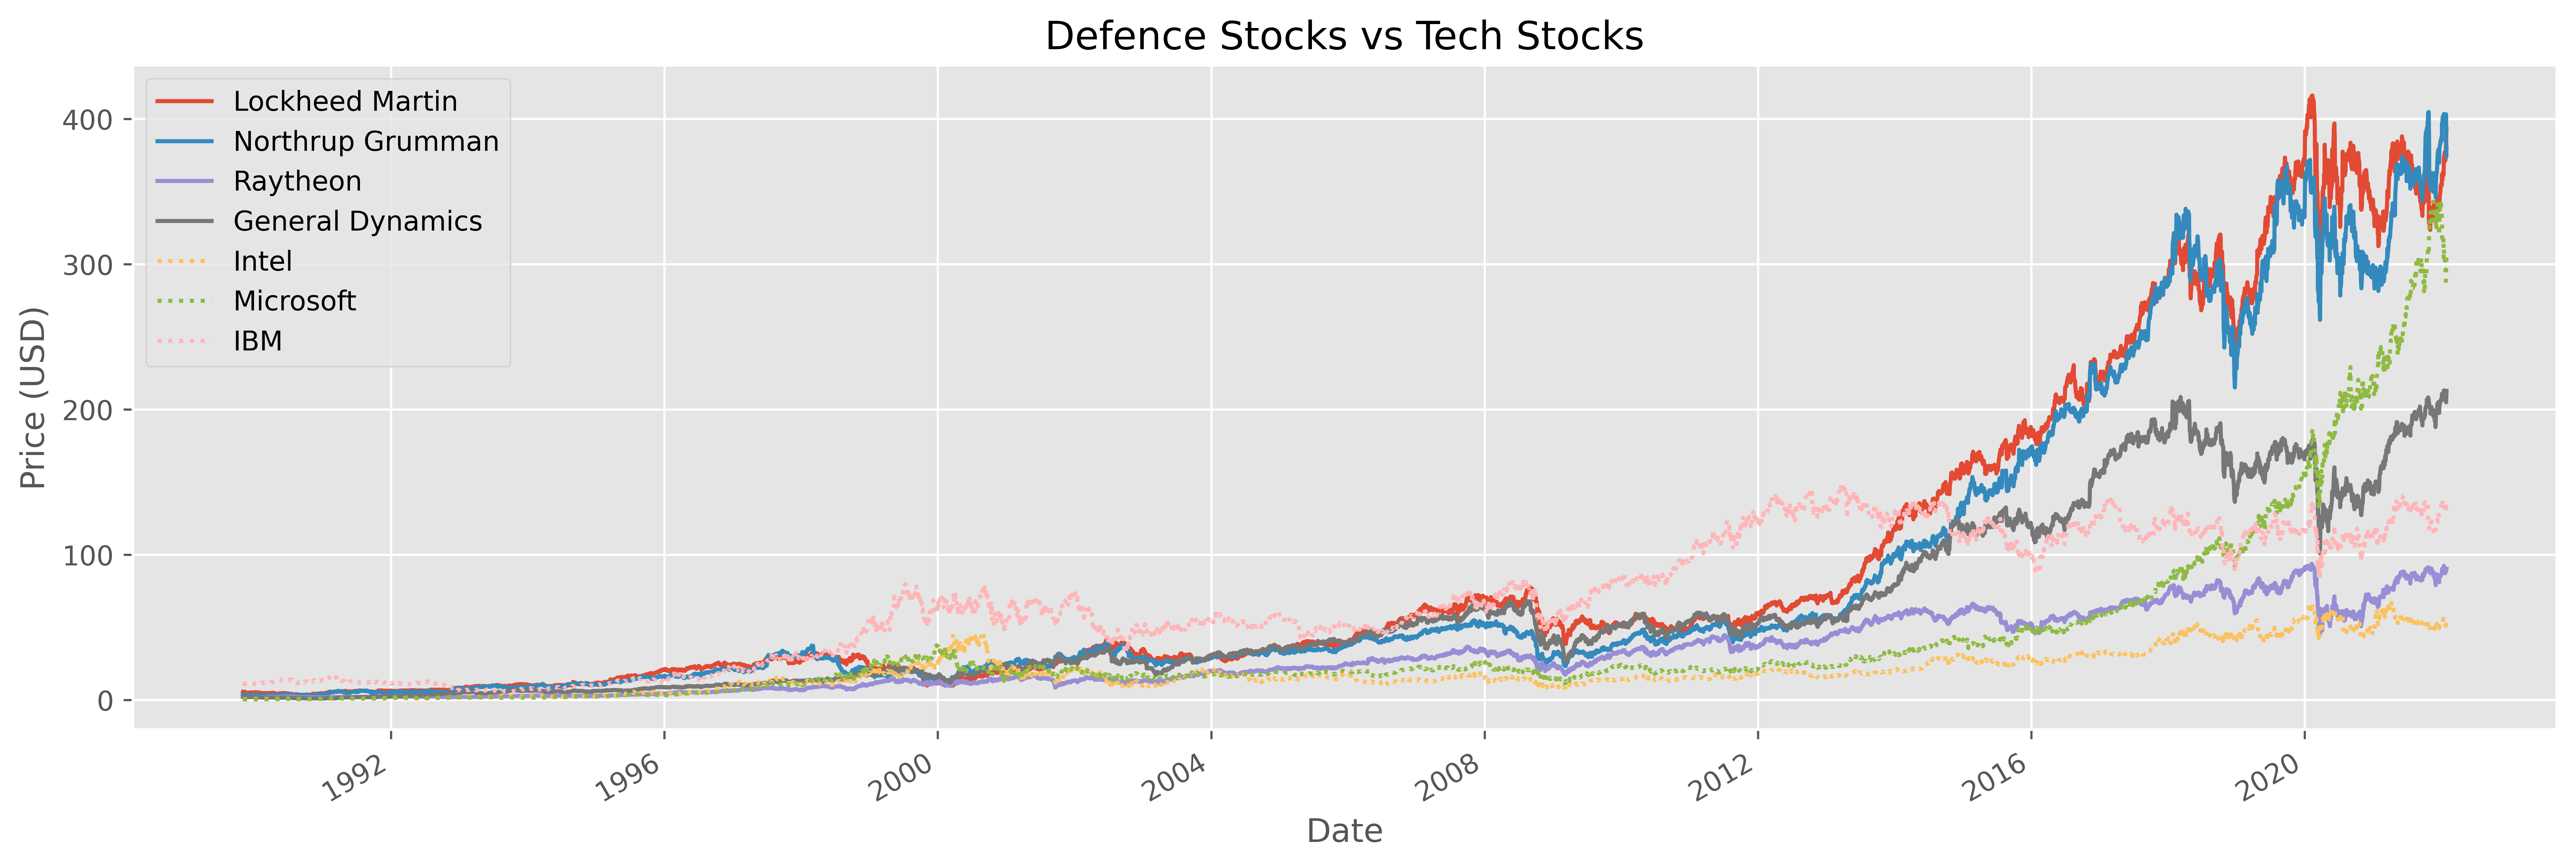 Defence Stocks vs Tech Stocks
Lockheed Martin
Northrup Grumman
Raytheon
General Dynamics
Intel
Microsoft
IBM
Price (USD)
400
300
200
100
0
1992
1996
2000
2004
2008
2012
2016
2020
Date